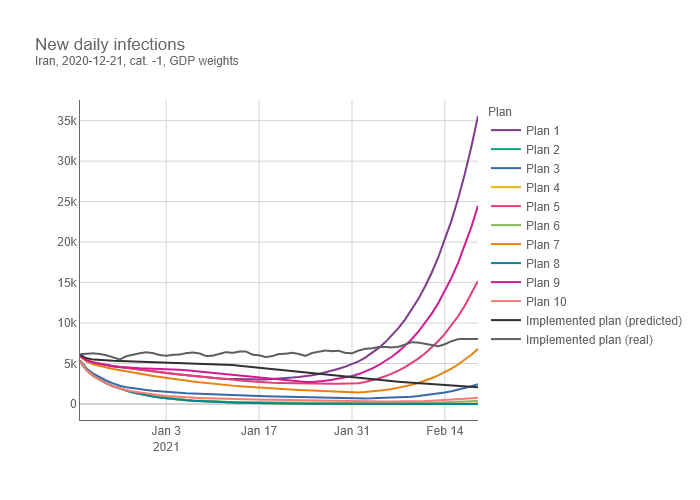 New daily infections
Iran, 2020-12-21, cat. -1, GDP weights
Plan
35k
30k
25k
20k
15k
10k
5k
0
Jan 3
2021
Jan 17
Jan 31
Feb 14
Plan 1
Plan 2
Plan 3
Plan 4
Plan 5
Plan 6
Plan 7
Plan 8
Plan 9
Plan 10
Implemented plan (predicted)
Implemented plan (real)